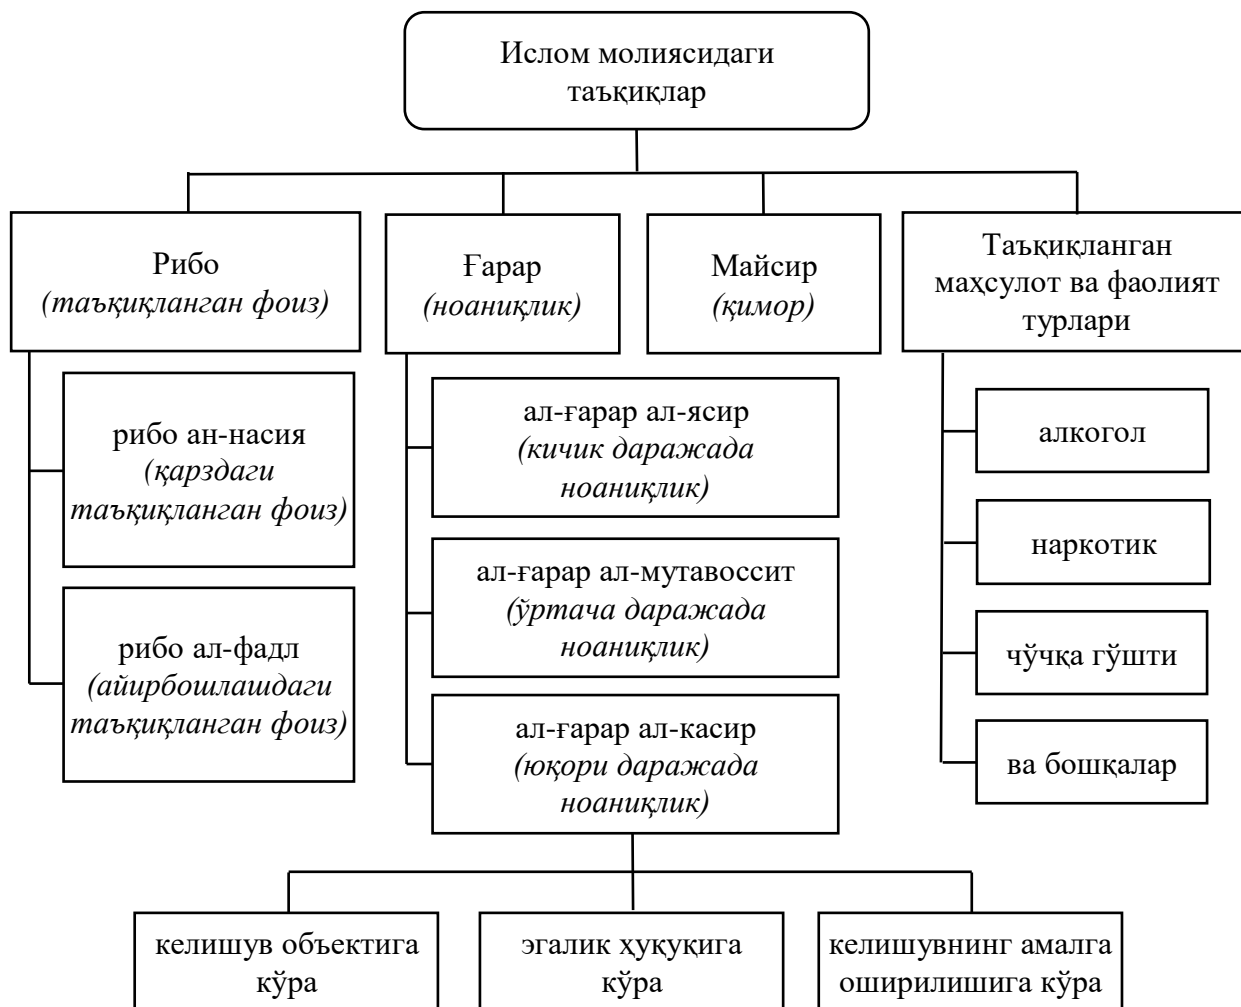 Ислом молиясидаги
таъқиқлар
Рибо
(таъқиқланган фоиз)
Ғарар
(ноаниқлик)
Майсир
(қимор)
Таъқиқланган
маҳсулот ва фаолият
турлари
рибо ан-насия
(қарздаги
таъқиқланган фоиз)
рибо ал-фадл
(айирбошлашдаги
таъқиқланган фоиз)
ал-ғарар ал-ясир
(кичик даражада
ноаниқлик)
ал-ғарар ал-мутавоссит
(ўртача даражада
ноаниқлик)
ал-ғарар ал-касир
(юқори даражада
ноаниқлик)
алкогол
наркотик
чўчқа гўшти
ва бошқалар
келишув объектига
кўра
эгалик ҳуқуқига
кўра
келишувнинг амалга
оширилишига кўра